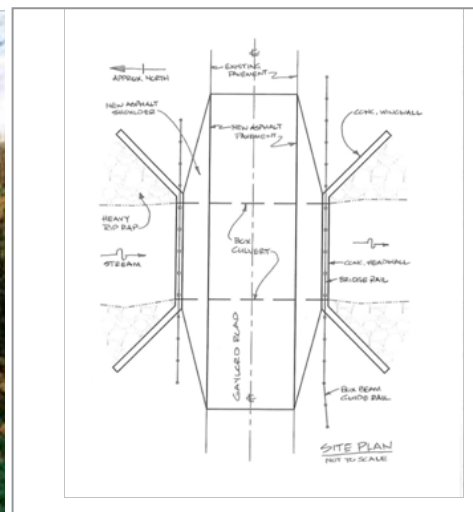 ℄
EXISTING
PAVEMENT
APPROX. NORTH
NEW ASPHALT
SHOULDER
CONC. WINGWALL
NEW ASPHALT
PAVEMENT
HEAVY
RIP RAP
BOX
CULVERT
STREAM
CONC. HEADWALL
BRIDGE RAIL
GAYLORD ROAD
℄
BOX BEAM
GUIDE RAIL
SITE PLAN
NOT TO SCALE